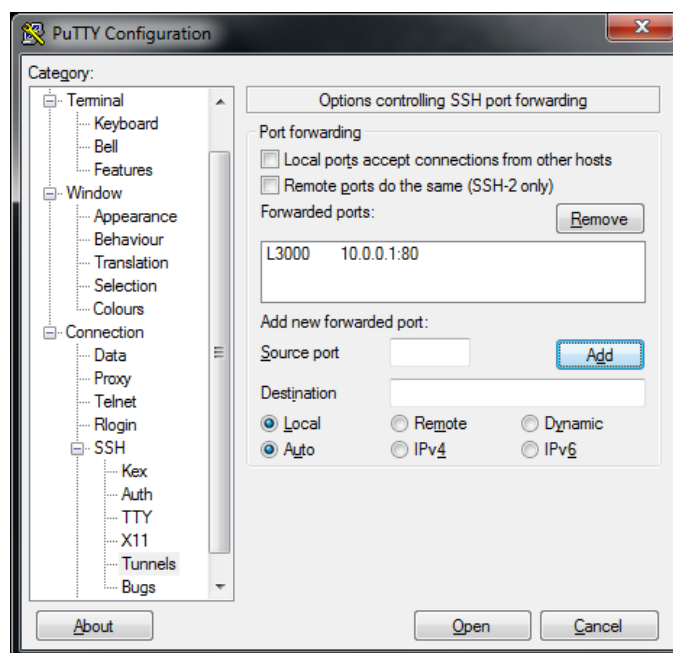 PuTTY Configuration
Category:
Terminal
Keyboard
Bell
Features
Window
Appearance
Behaviour
Translation
Selection
Colours
Connection
Data
Proxy
Telnet
Rlogin
SSH
Kex
Auth
TTY
X11
Tunnels
Bugs
Options controlling SSH port forwarding
Port forwarding
Local ports accept connections from other hosts
Remote ports do the same (SSH-2 only)
Forwarded ports:
Remove
L3000 10.0.0.1:80
Add new forwarded port:
Source port
Add
Destination
Local Remote Dynamic
Auto IPv4 IPv6
About
Open
Cancel